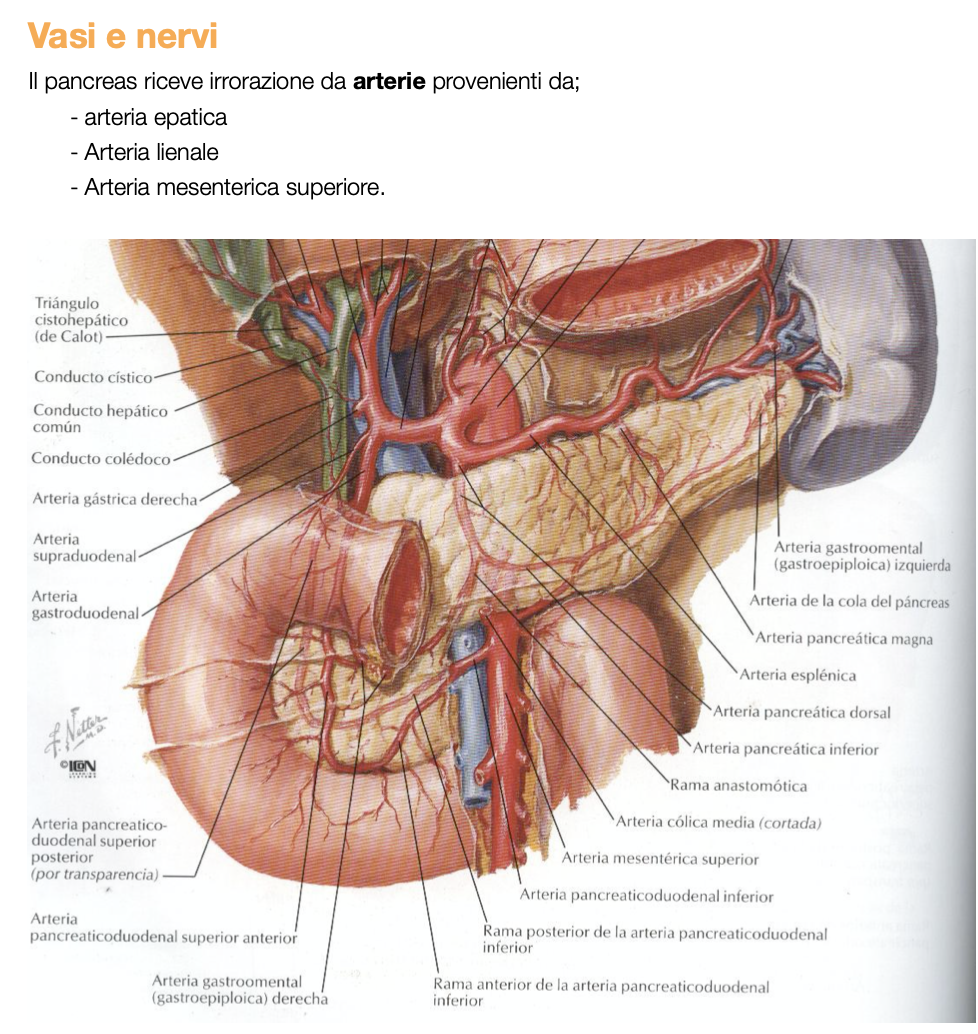 Vasi e nervi
Il pancreas riceve irrorazione da arterie provenienti da;
- arteria epatica
- Arteria lienale
- Arteria mesenterica superiore.
Triángulo
cistohepático
(de Calot)
Conducto cístico
Conducto hepático
común
Conducto colédoco
Arteria gástrica derecha
Arteria
supraduodenal
Arteria
gastroduodenal
Arteria gastroomental
(gastroepiploica) izquierda
Arteria de la cola del páncreas
Arteria pancreática magna
Arteria esplénica
Arteria pancreática dorsal
Arteria pancreática inferior
Rama anastomótica
Arteria cólica media (cortada)
Arteria mesentérica superior
Arteria pancreaticoduodenal inferior
Rama posterior de la arteria pancreaticoduodenal
inferior
Rama anterior de la arteria pancreaticoduodenal
inferior
F. Netter
M.D.
©ICON
Arteria pancreatico-
duodenal superior
posterior
(por transparencia)
Arteria
pancreaticoduodenal superior anterior
Arteria gastroomental
(gastroepiploica) derecha